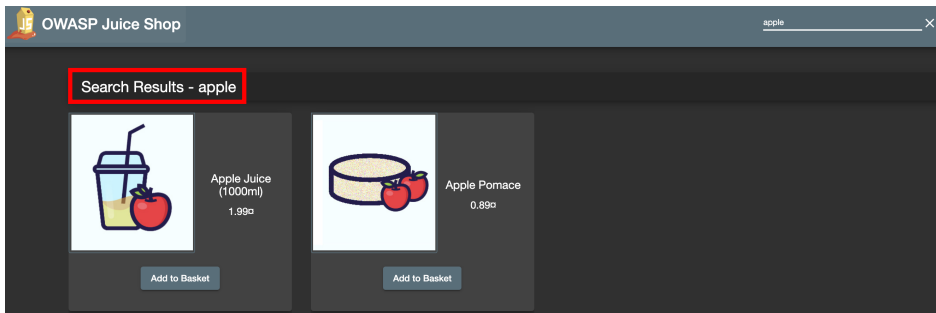 OWASP Juice Shop
apple
Search Results - apple
Apple Juice
(1000ml)
1.99¤
Add to Basket
Apple Pomace
0.89¤
Add to Basket